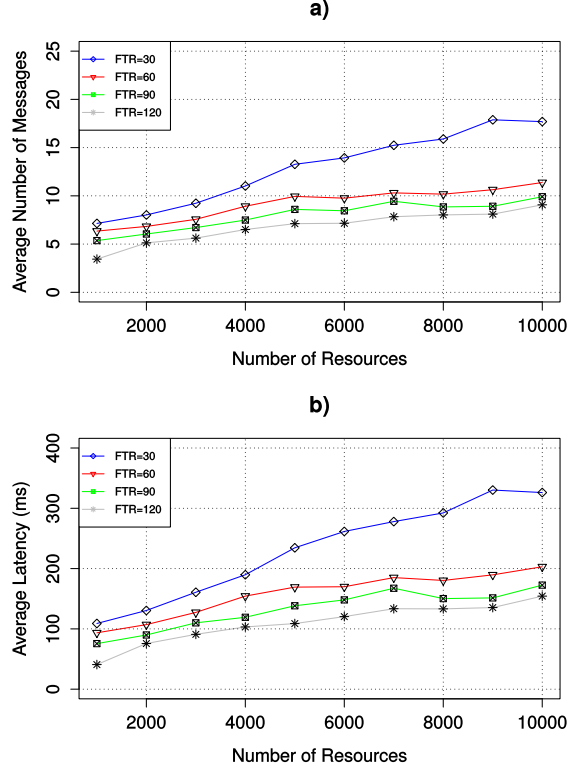 a)
Average Number of Messages
25
20
15
10
5
0
FTR=30
FTR=60
FTR=90
FTR=120
2000 4000 6000 8000 10000
Number of Resources
b)
Average Latency (ms)
400
300
200
100
0
FTR=30
FTR=60
FTR=90
FTR=120
2000 4000 6000 8000 10000
Number of Resources